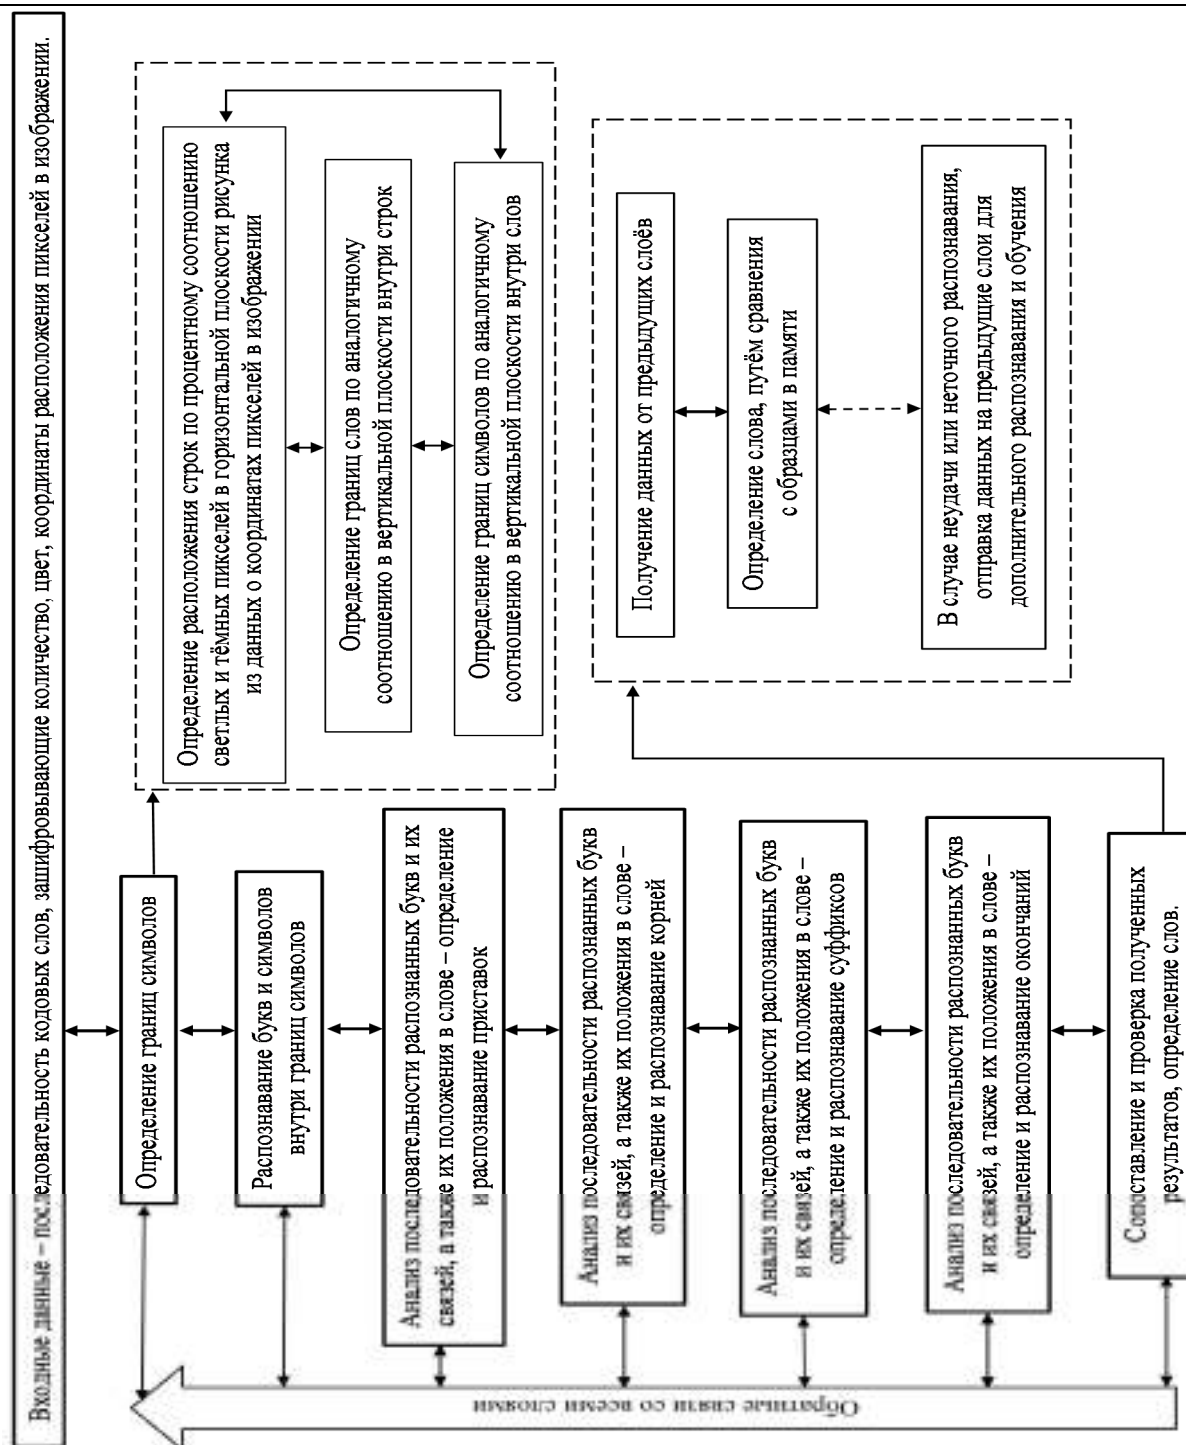 Входные данные – последовательность кодовых слов, зашифровывающие количество, цвет, координаты расположения пикселей в изображении.
Определение границ символов
Распознавание букв и символов
внутри границ символов
Анализ последовательности распознанных букв и их
связей, а также их положения в слове – определение
и распознавание приставок
Анализ последовательности распознанных букв
и их связей, а также их положения в слове –
определение и распознавание корней
Анализ последовательности распознанных букв
и их связей, а также их положения в слове –
определение и распознавание суффиксов
Анализ последовательности распознанных букв
и их связей, а также их положения в слове –
определение и распознавание окончаний
Сопоставление и проверка полученных
результатов, определение слов.
Обратные связи со всеми слоями
Определение расположения строк по процентному соотношению
светлых и тёмных пикселей в горизонтальной плоскости рисунка
из данных о координатах пикселей в изображении
Определение границ слов по аналогичному
соотношению в вертикальной плоскости внутри строк
Определение границ символов по аналогичному
соотношению в вертикальной плоскости внутри слов
Получение данных от предыдущих слоёв
Определение слова, путём сравнения
с образцами в памяти
В случае неудачи или неточного распознавания,
отправка данных на предыдущие слои для
дополнительного распознавания и обучения